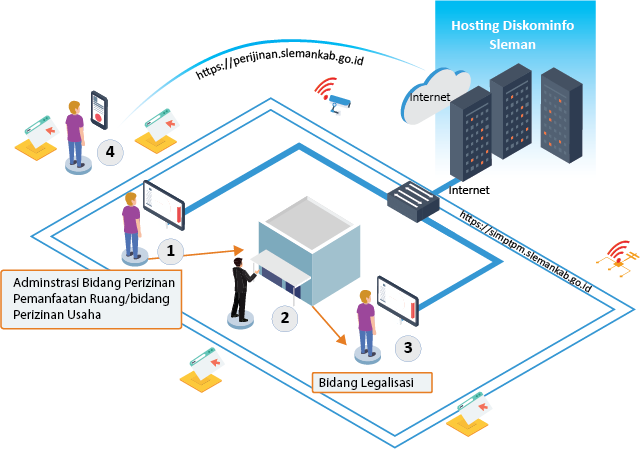 Hosting Diskominfo
Sleman
https://perijinan.slemankab.go.id
Internet
4
Internet
https://simpipm.slemankab.go.id
1
Adminstrasi Bidang Perizinan
Pemanfaatan Ruang/bidang
Perizinan Usaha
2
3
Bidang Legalisasi